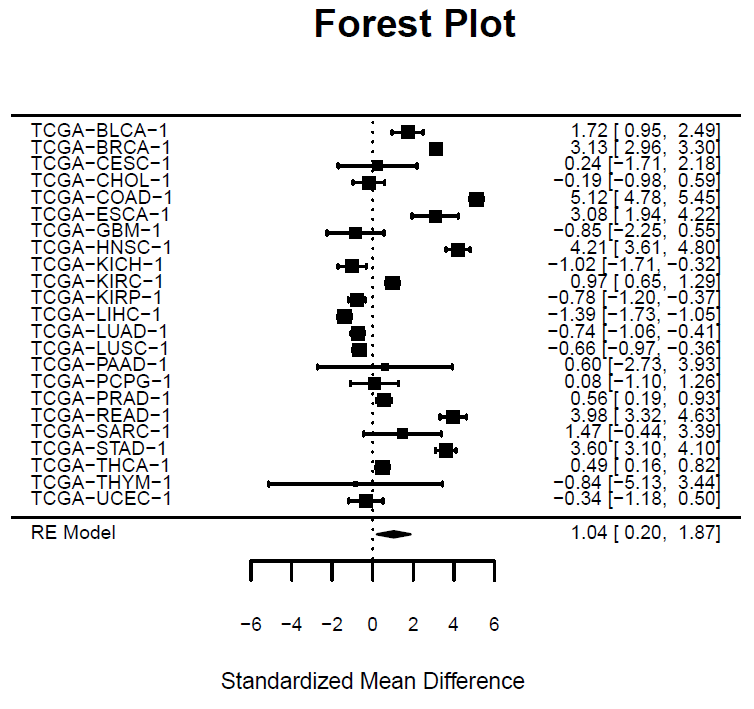 Forest Plot
TCGA−BLCA−1 1.72 [ 0.95, 2.49]
TCGA−BRCA−1 3.13 [ 2.96, 3.30]
TCGA−CESC−1 0.24 [−1.71, 2.18]
TCGA−CHOL−1 −0.19 [−0.98, 0.59]
TCGA−COAD−1 5.12 [ 4.78, 5.45]
TCGA−ESCA−1 3.08 [ 1.94, 4.22]
TCGA−GBM−1 −0.85 [−2.25, 0.55]
TCGA−HNSC−1 4.21 [ 3.61, 4.80]
TCGA−KICH−1 −1.02 [−1.71, −0.32]
TCGA−KIRC−1 0.97 [ 0.65, 1.29]
TCGA−KIRP−1 −0.78 [−1.20, −0.37]
TCGA−LIHC−1 −1.39 [−1.73, −1.05]
TCGA−LUAD−1 −0.74 [−1.06, −0.41]
TCGA−LUSC−1 −0.66 [−0.97, −0.36]
TCGA−PAAD−1 0.60 [−2.73, 3.93]
TCGA−PCPG−1 0.08 [−1.10, 1.26]
TCGA−PRAD−1 0.56 [ 0.19, 0.93]
TCGA−READ−1 3.98 [ 3.32, 4.63]
TCGA−SARC−1 1.47 [−0.44, 3.39]
TCGA−STAD−1 3.60 [ 3.10, 4.10]
TCGA−THCA−1 0.49 [ 0.16, 0.82]
TCGA−THYM−1 −0.84 [−5.13, 3.44]
TCGA−UCEC−1 −0.34 [−1.18, 0.50]
RE Model 1.04 [ 0.20, 1.87]
−6 −4 −2 0 2 4 6
Standardized Mean Difference